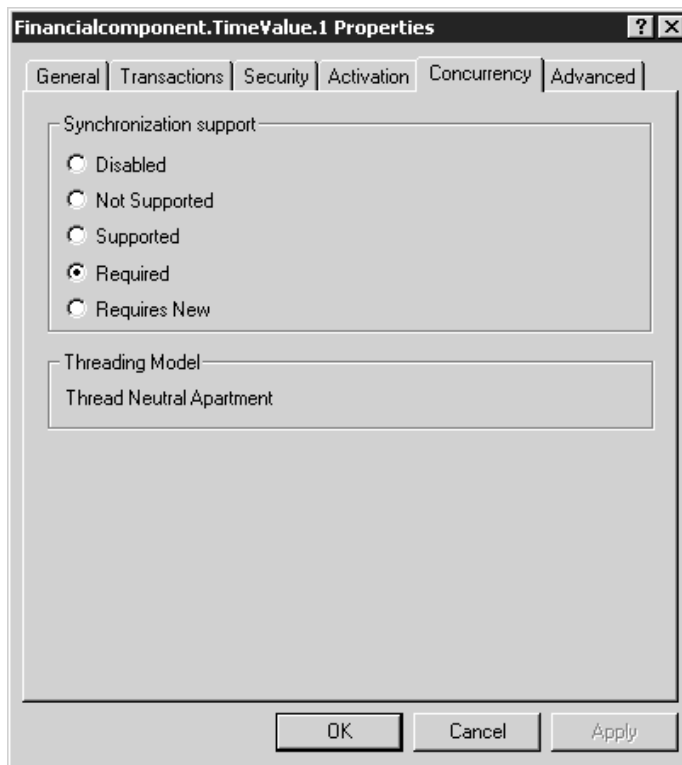 Financialcomponent.TimeValue.1 Properties
General Transactions Security Activation Concurrency Advanced
Synchronization support
Disabled
Not Supported
Supported
Required
Requires New
Threading Model
Thread Neutral Apartment
OK Cancel Apply